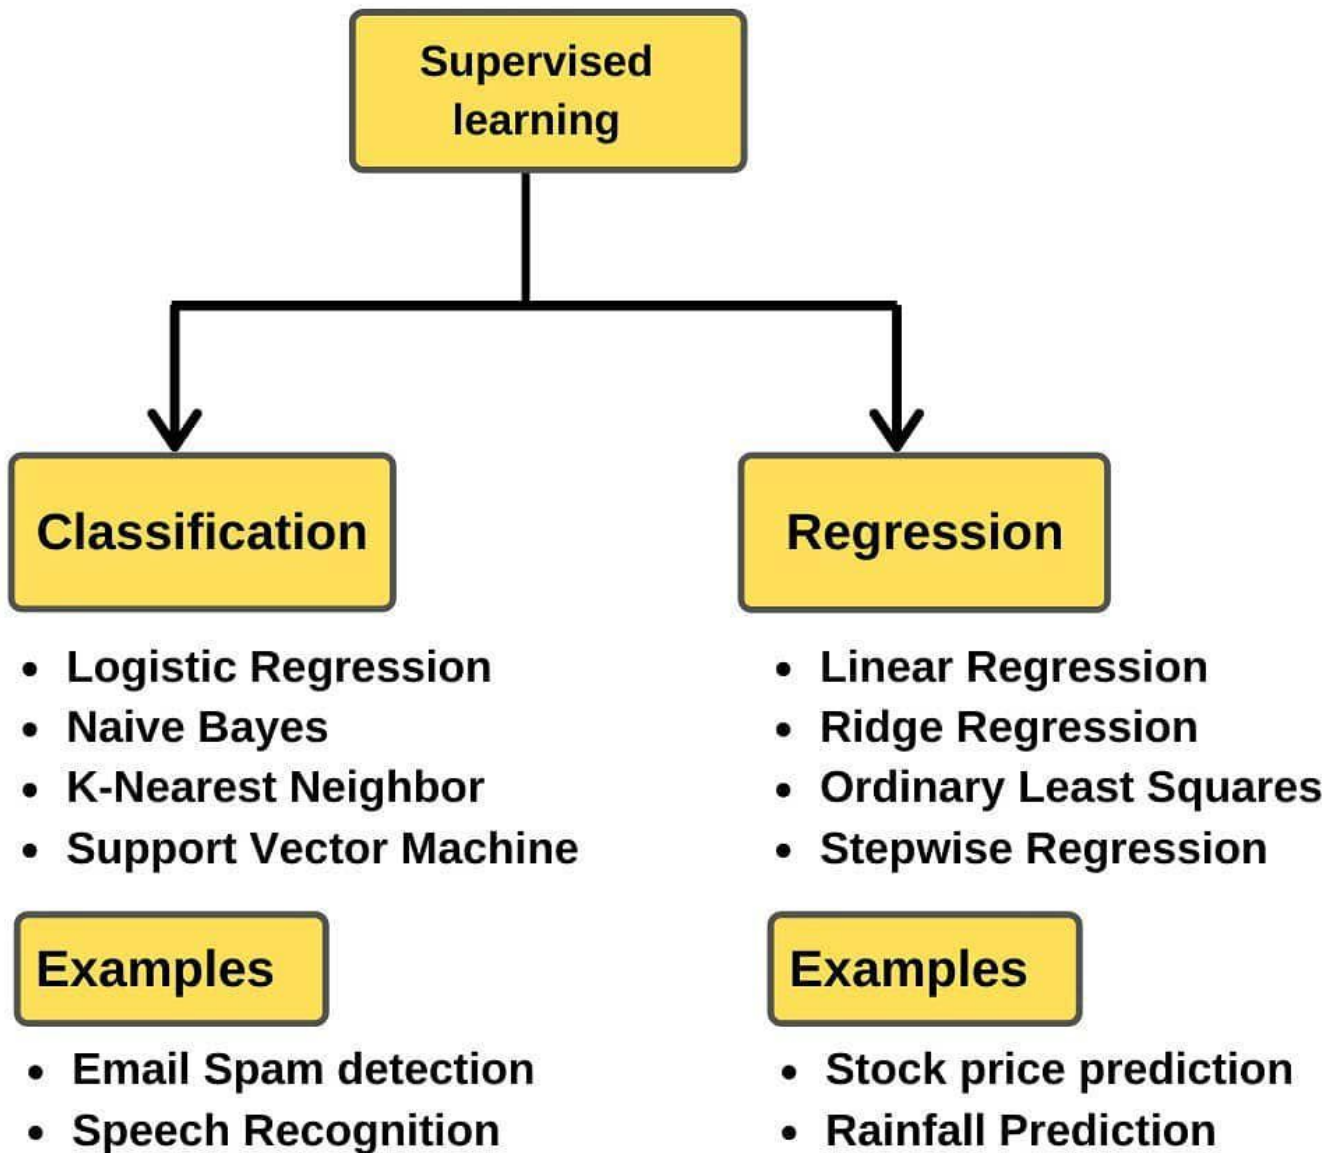 Supervised
learning
Classification
• Logistic Regression
• Naive Bayes
• K-Nearest Neighbor
• Support Vector Machine
Examples
• Email Spam detection
• Speech Recognition
Regression
• Linear Regression
• Ridge Regression
• Ordinary Least Squares
• Stepwise Regression
Examples
• Stock price prediction
• Rainfall Prediction